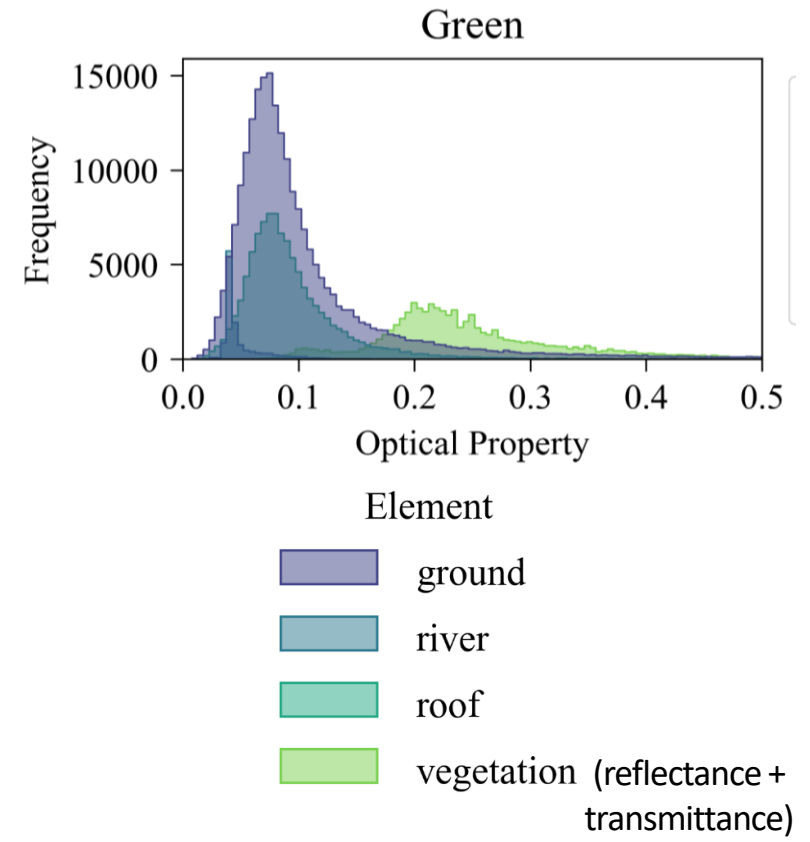 Green
15000
10000
5000
0
Frequency
0.0 0.1 0.2 0.3 0.4 0.5
Optical Property
Element
ground
river
roof
vegetation (reflectance +
transmittance)